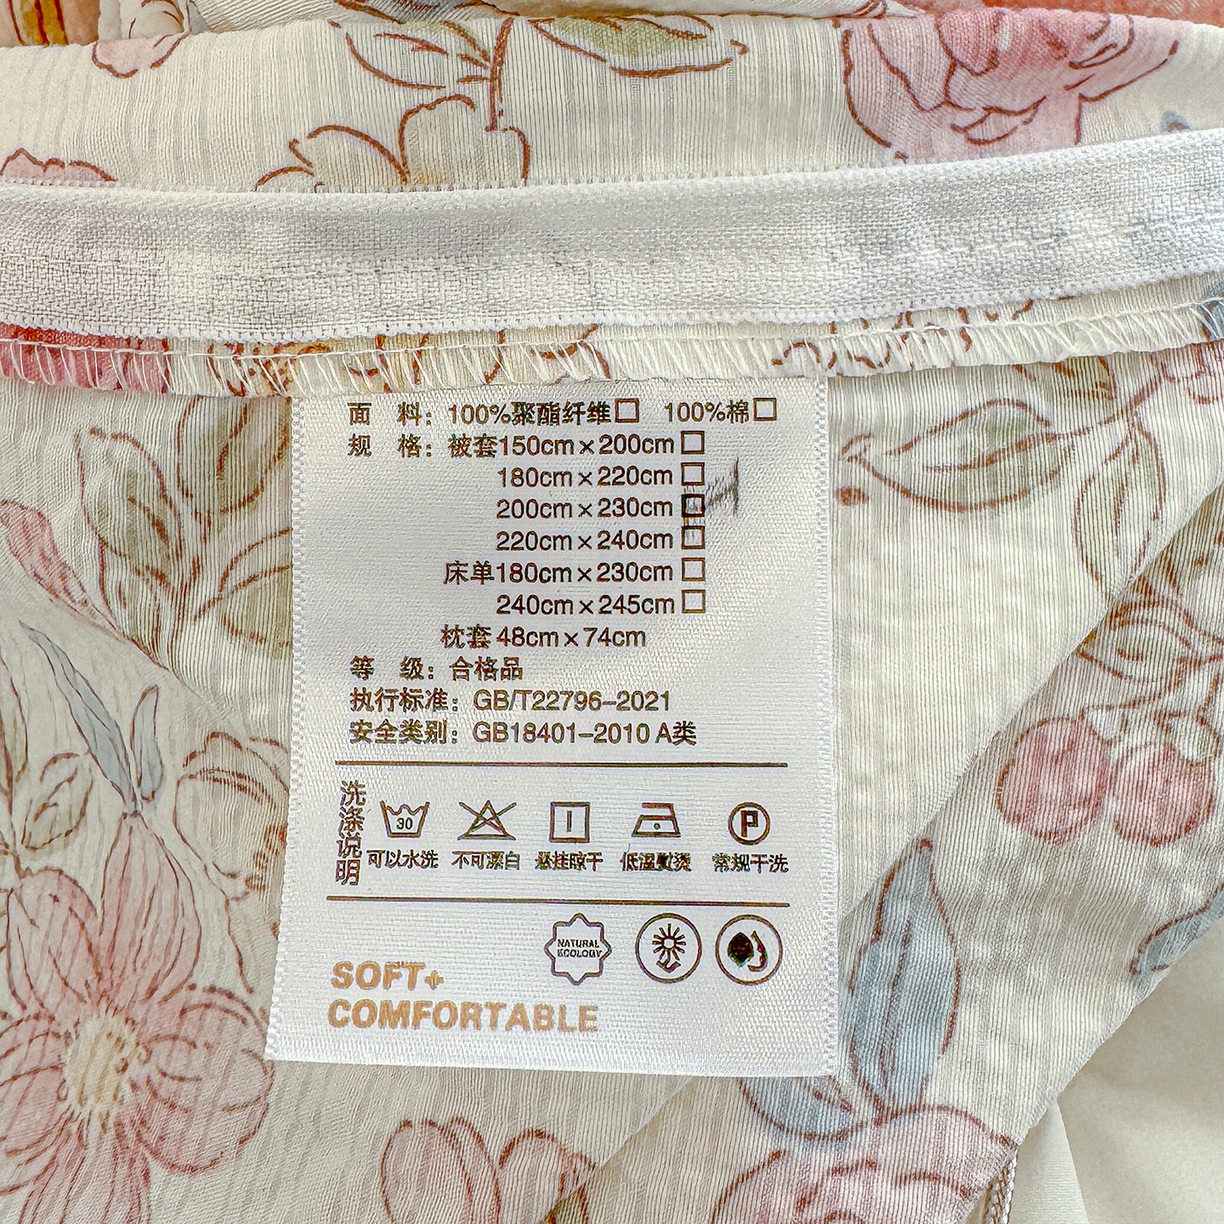 面 料：100%聚酯纤维□ 100%棉□
规 格：被套150cm×200cm□
180cm×220cm□
200cm×230cm□
220cm×240cm□
床单180cm×230cm□
240cm×245cm□
枕套48cm×74cm
等 级：合格品
执行标准：GB/T22796-2021
安全类别：GB18401-2010 A类
洗涤说明
30
P
可以水洗 不可漂白 悬挂晾干 低温熨烫 常规干洗
NATURAL
ECOLOGY
SOFT+
COMFORTABLE